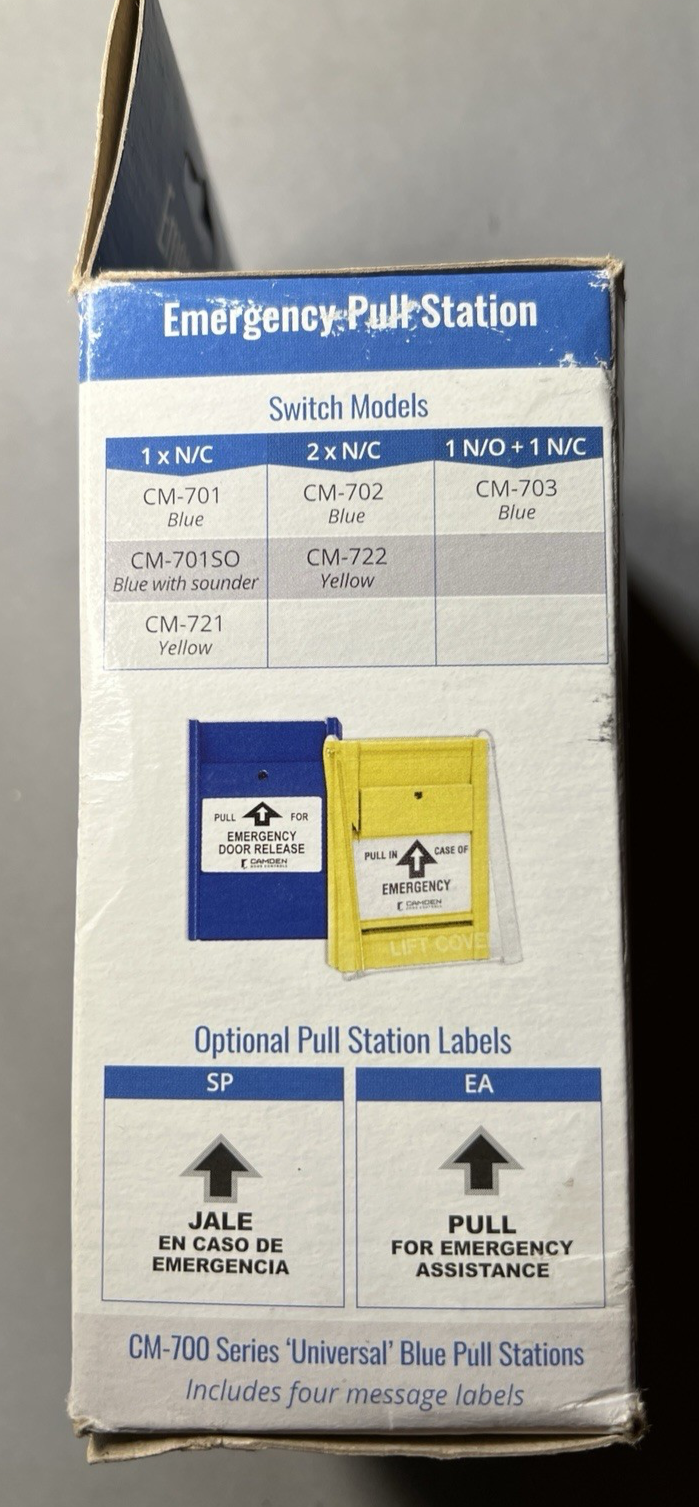 Emergency Pull Station
Switch Models
1 x N/C 2 x N/C 1 N/O + 1 N/C
CM-701 CM-702 CM-703
Blue Blue Blue
CM-701SO CM-722
Blue with sounder Yellow
CM-721
Yellow
PULL FOR
EMERGENCY
DOOR RELEASE
CAMDEN
PULL IN CASE OF
EMERGENCY
CAMDEN
LIFT COVE
Optional Pull Station Labels
SP EA
JALE
EN CASO DE
EMERGENCIA
PULL
FOR EMERGENCY
ASSISTANCE
CM-700 Series ‘Universal’ Blue Pull Stations
Includes four message labels